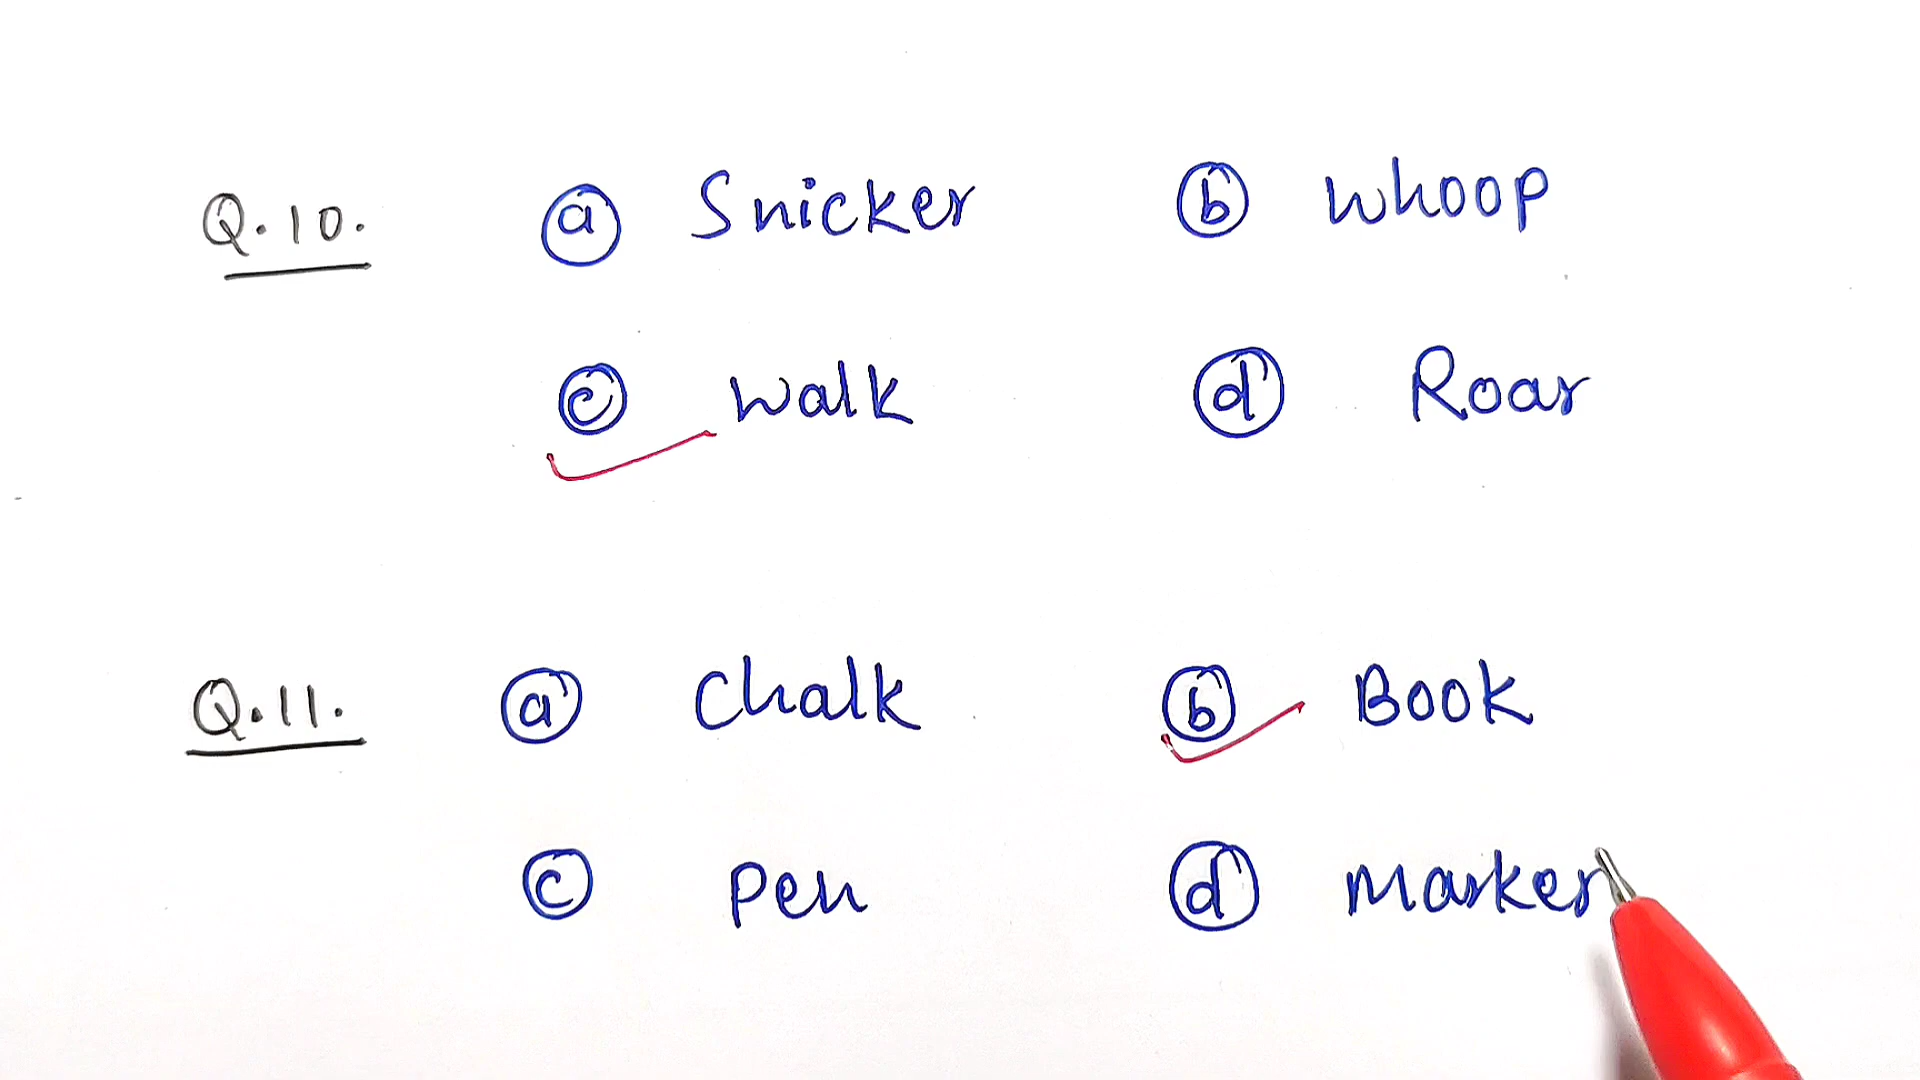 Q.10. a Snicker b Whoop
c Walk d Roar
Q.11. a Chalk b Book
c Pen d Marker